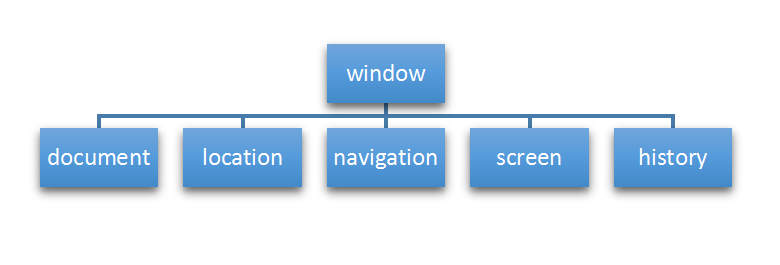 window
document
location
navigation
screen
history